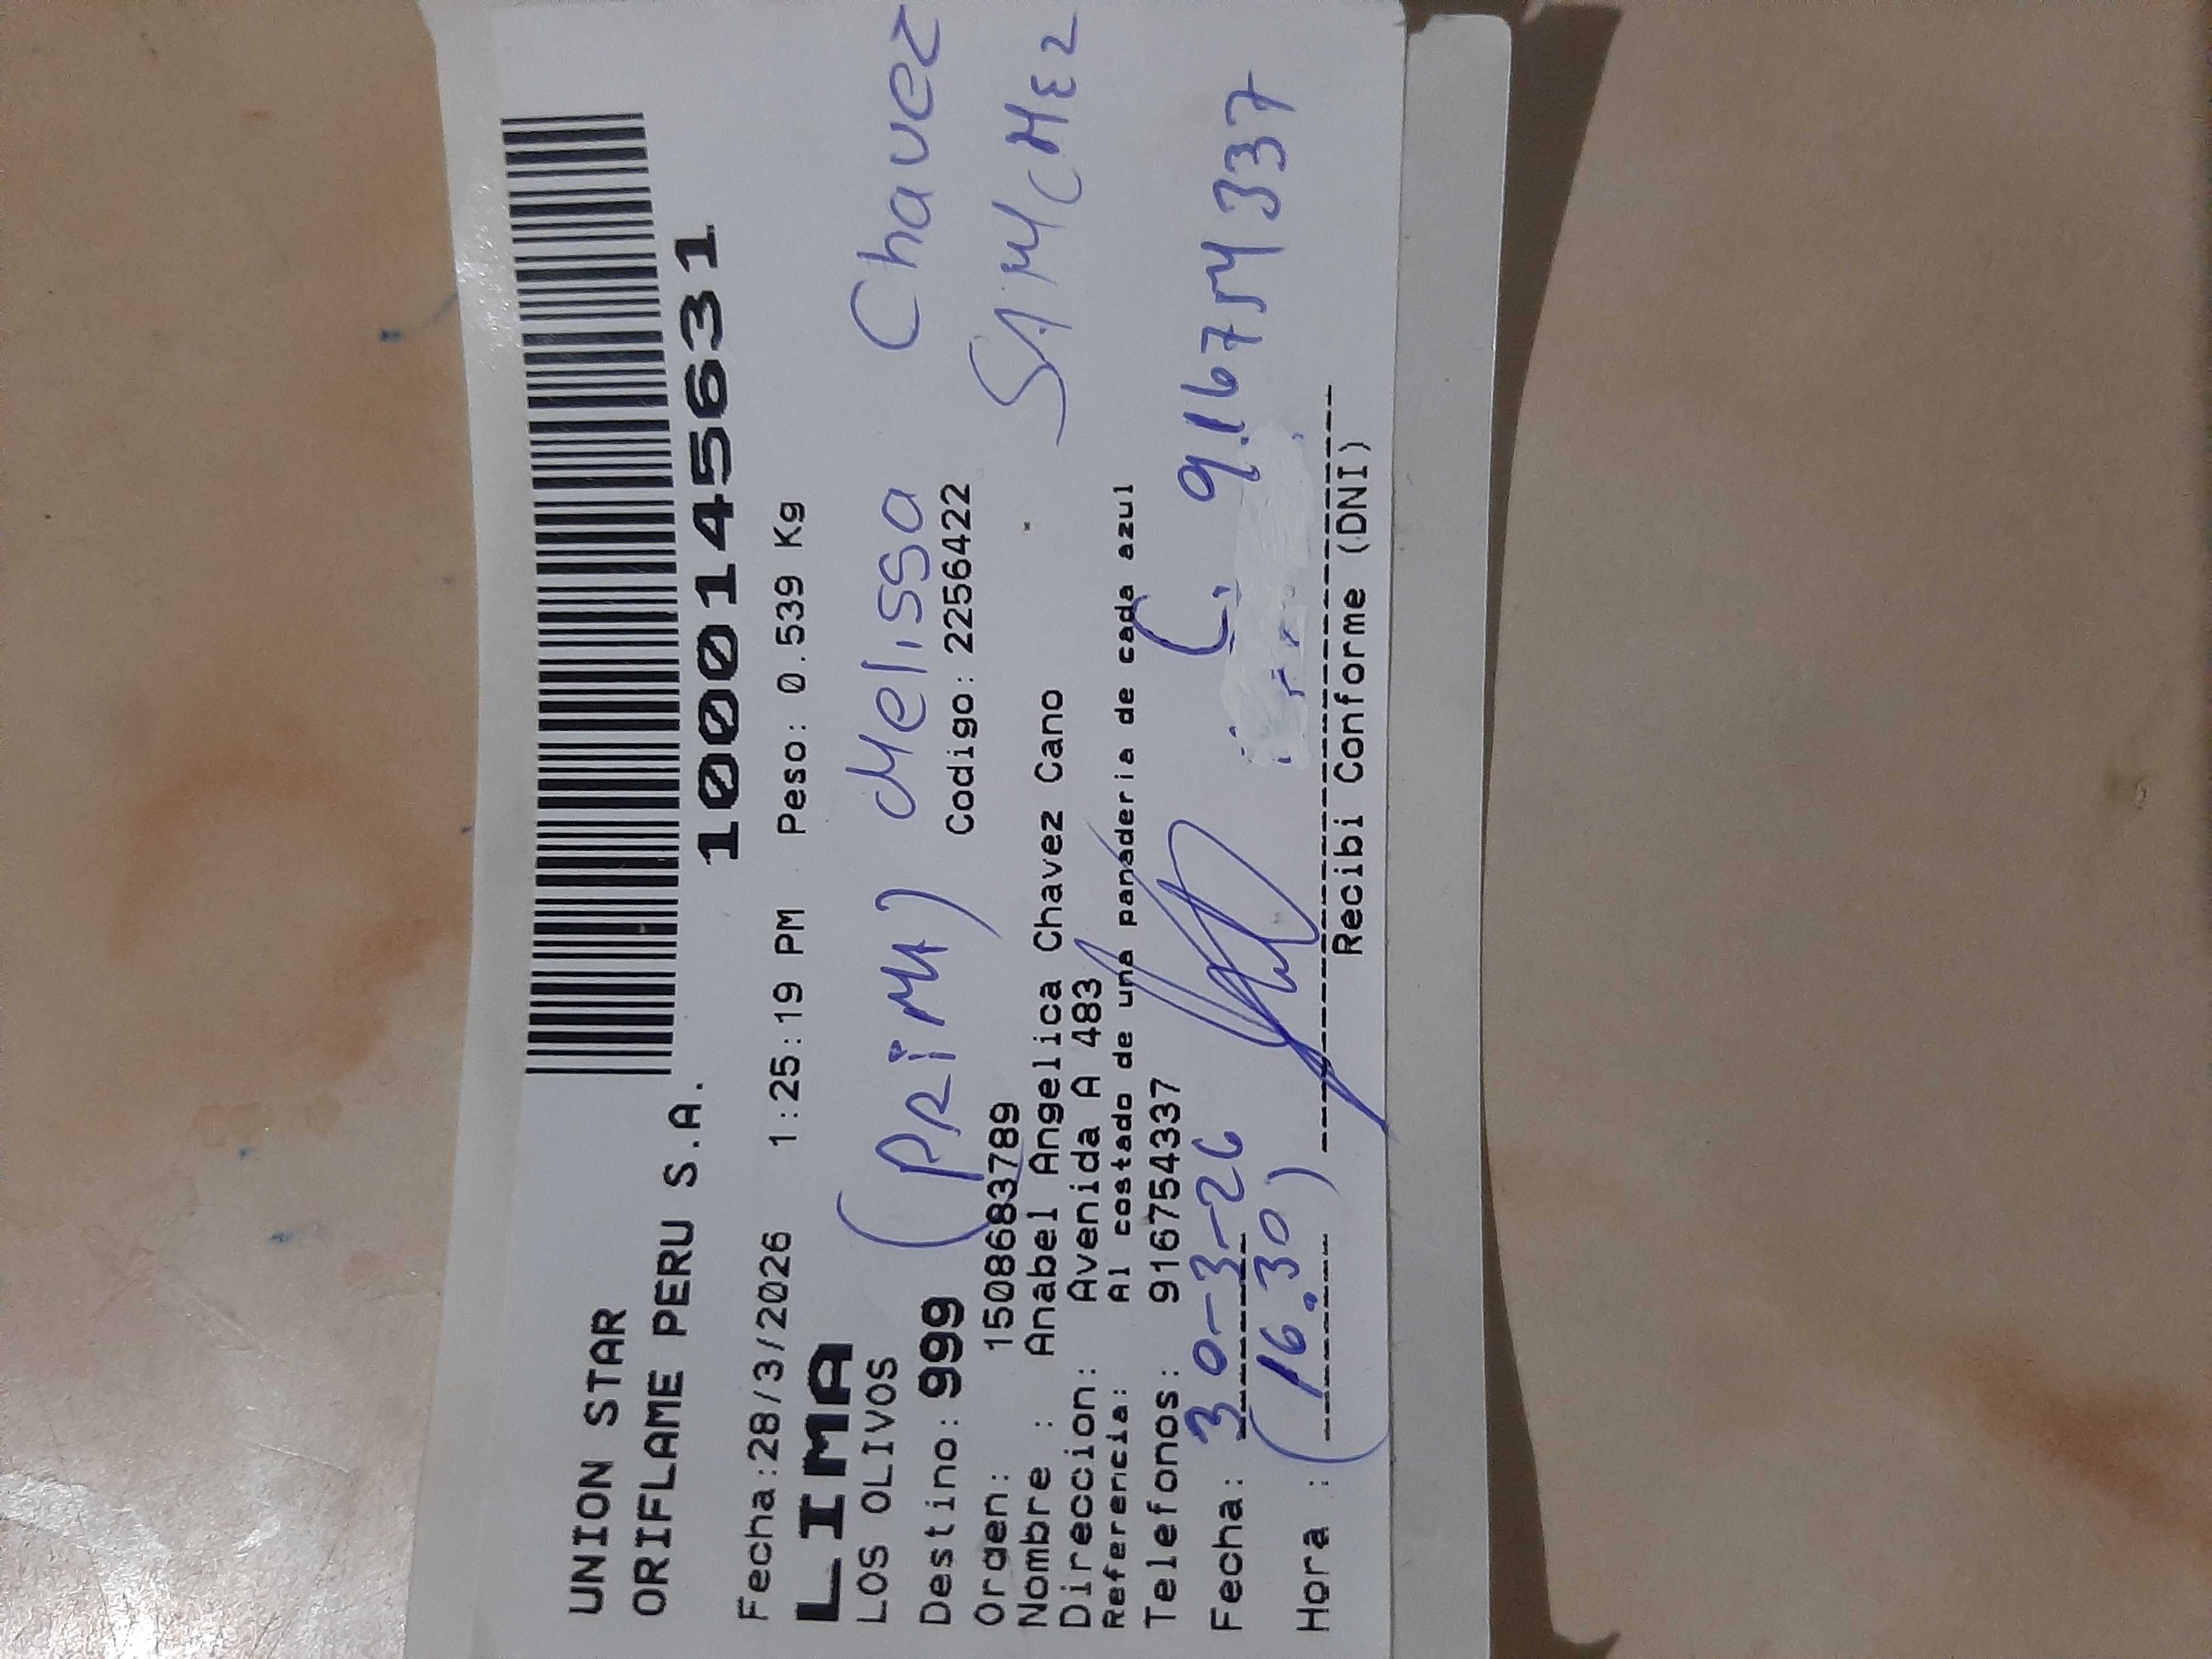 UNION STAR
ORIFLAME PERU S.A.
1000145631
Fecha:28/3/2026 1:25:19 PM Peso: 0.539 Kg
LIMA
LOS OLIVOS
(PRiMA) Melissa Chavez
Destino: 999 Codigo: 2256422
SANCHEZ
Orden: 1508683789
Nombre : Anabel Angelica Chavez Cano
Direccion: Avenida A 483
Referencia: Al costado de una panaderia de cada azul
Telefonos: 916754337
Fecha: 30-3-26 C. 916754337
Hora : (16:30)
Recibi Conforme (DNI)